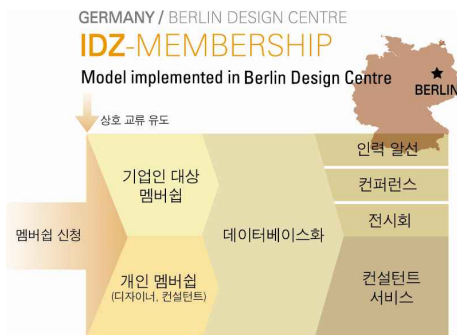 GERMANY / BERLIN DESIGN CENTRE
IDZ-MEMBERSHIP
Model implemented in Berlin Design Centre
BERLIN
상호 교류 유도
멤버쉽 신청
기업인 대상
멤버쉽
개인 멤버쉽
(디자이너, 컨설턴트)
데이터베이스화
인력 알선
컨퍼런스
전시회
컨설턴트
서비스